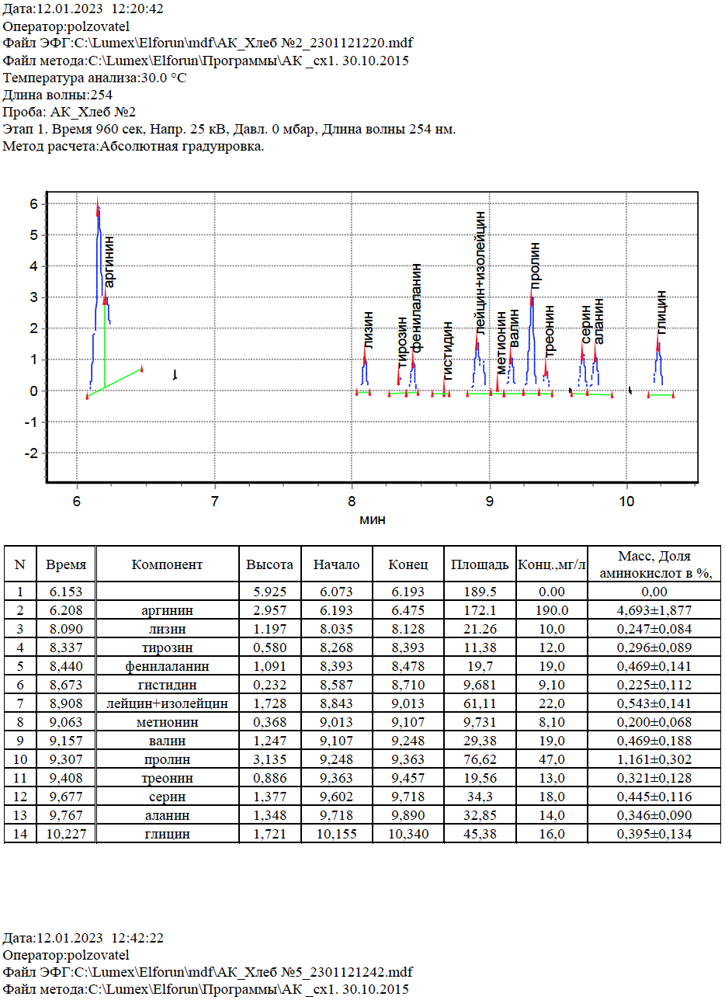 Дата:12.01.2023 12:20:42
Оператор:polzovatel
Файл ЭФГ:C:\Lumex\Elforun\mdf\АК_Хлеб №2_2301121220.mdf
Файл метода:C:\Lumex\Elforun\Программы\АК _сх1. 30.10.2015
Температура анализа:30.0 °C
Длина волны:254
Проба: АК_Хлеб №2
Этап 1. Время 960 сек, Напр. 25 кВ, Давл. 0 мбар, Длина волны 254 нм.
Метод расчета:Абсолютная градуировка.
6
5
4
3
2
1
0
-1
-2
аргинин
лизин
тирозин
фенилаланин
гистидин
лейцин+изолейцин
метионин
валин
пролин
треонин
серин
аланин
глицин
6 7 8 9 10
мин
N Время Компонент Высота Начало Конец Площадь Конц.,мг/л Масс, Доля аминокислот в %,
1 6.153 5.925 6.073 6.193 189.5 0.00 0,00
2 6.208 аргинин 2.957 6.193 6.475 172.1 190.0 4,693±1,877
3 8.090 лизин 1.197 8.035 8.128 21.26 10,0 0,247±0,084
4 8,337 тирозин 0,580 8,268 8,393 11,38 12,0 0,296±0,089
5 8,440 фенилаланин 1,091 8,393 8,478 19,7 19,0 0,469±0,141
6 8,673 гистидин 0,232 8,587 8,710 9,681 9,10 0,225±0,112
7 8,908 лейцин+изолейцин 1,728 8,843 9,013 61,11 22,0 0,543±0,141
8 9,063 метионин 0,368 9,013 9,107 9,731 8,10 0,200±0,068
9 9,157 валин 1,247 9,107 9,248 29,38 19,0 0,469±0,188
10 9,307 пролин 3,135 9,248 9,363 76,62 47,0 1,161±0,302
11 9,408 треонин 0,886 9,363 9,457 19,56 13,0 0,321±0,128
12 9,677 серин 1,377 9,602 9,718 34,3 18,0 0,445±0,116
13 9,767 аланин 1,348 9,718 9,890 32,85 14,0 0,346±0,090
14 10,227 глицин 1,721 10,155 10,340 45,38 16,0 0,395±0,134
Дата:12.01.2023 12:42:22
Оператор:polzovatel
Файл ЭФГ:C:\Lumex\Elforun\mdf\АК_Хлеб №5_2301121242.mdf
Файл метода:C:\Lumex\Elforun\Программы\АК _сх1. 30.10.2015